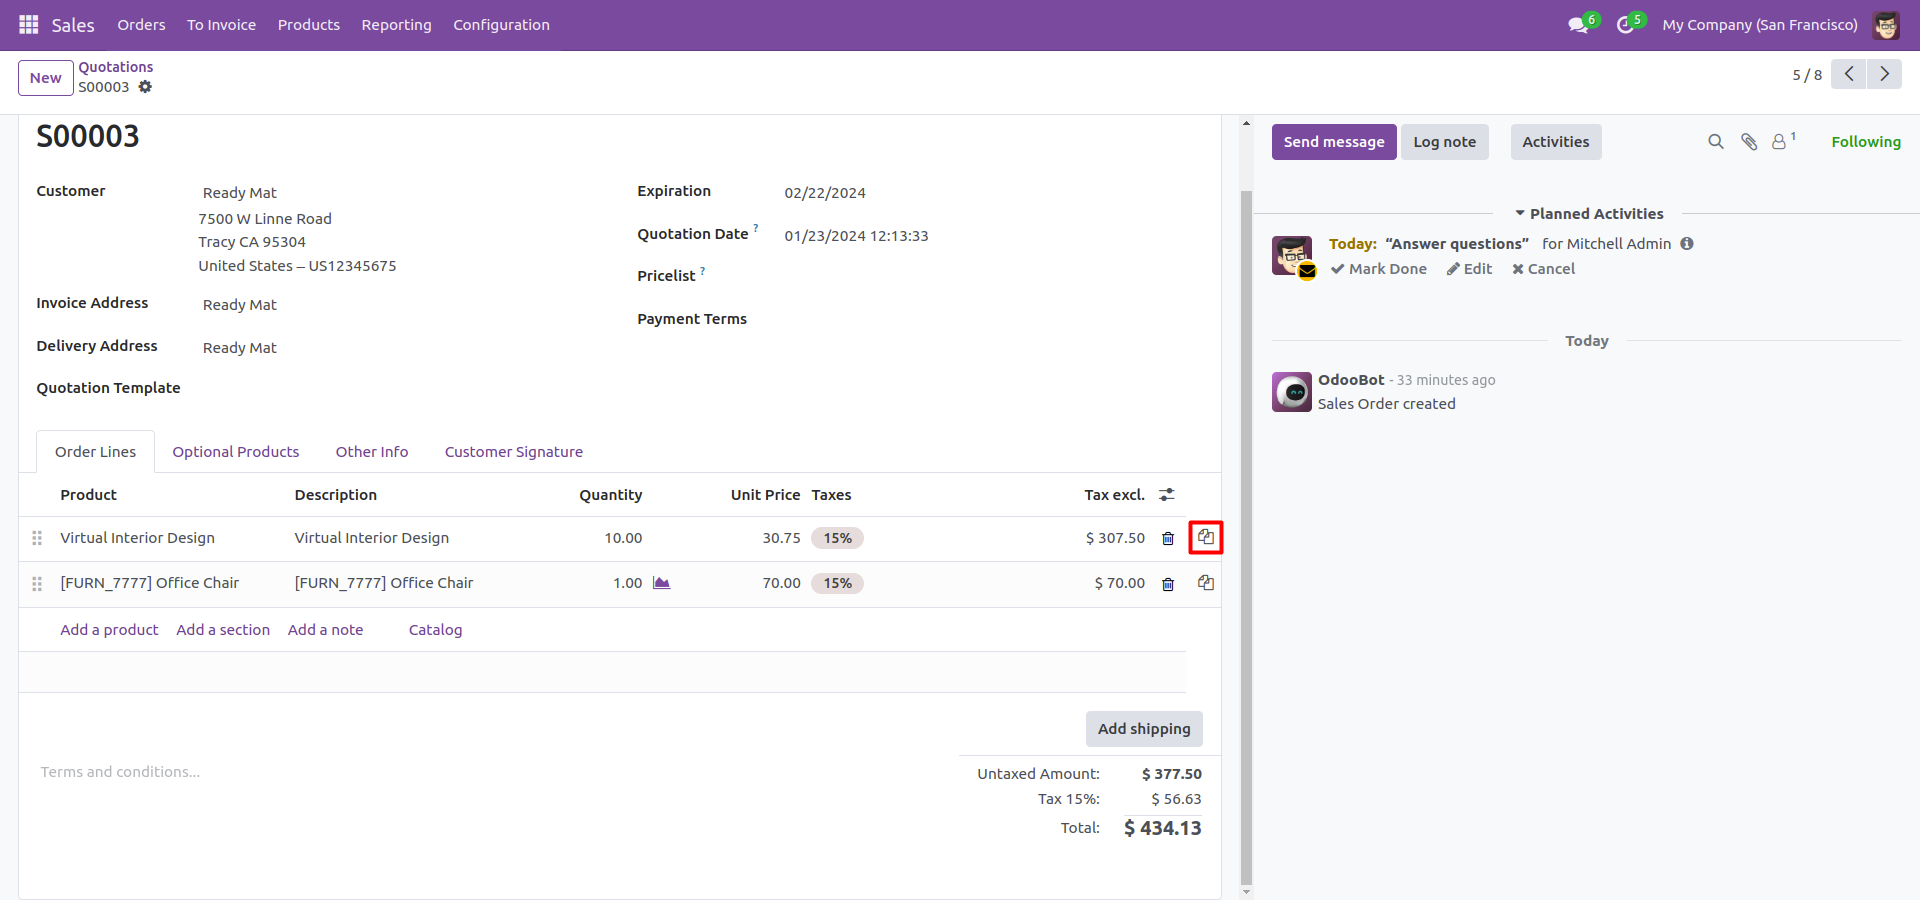 Sales Orders To Invoice Products Reporting Configuration 6 5 My Company (San Francisco)
New Quotations
S00003
5 / 8
S00003
Send message Log note Activities 1 Following
Customer Ready Mat
7500 W Linne Road
Tracy CA 95304
United States – US12345675
Invoice Address Ready Mat
Delivery Address Ready Mat
Quotation Template
Expiration 02/22/2024
Quotation Date ? 01/23/2024 12:13:33
Pricelist ?
Payment Terms
Planned Activities
Today: “Answer questions” for Mitchell Admin
Mark Done Edit Cancel
Today
OdooBot - 33 minutes ago
Sales Order created
Order Lines Optional Products Other Info Customer Signature
Product Description Quantity Unit Price Taxes Tax excl.
Virtual Interior Design Virtual Interior Design 10.00 30.75 15% $ 307.50
[FURN_7777] Office Chair [FURN_7777] Office Chair 1.00 70.00 15% $ 70.00
Add a product Add a section Add a note Catalog
Add shipping
Terms and conditions...
Untaxed Amount: $ 377.50
Tax 15%: $ 56.63
Total: $ 434.13